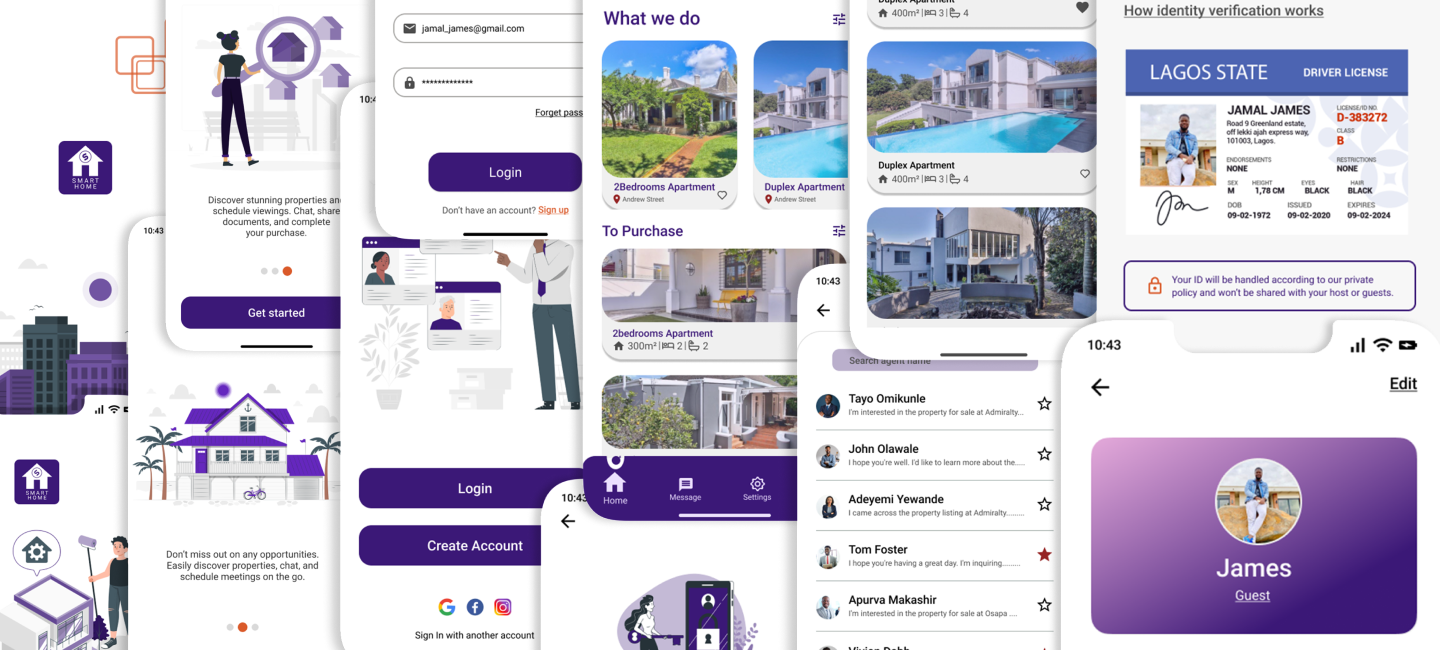 SMART
HOME
10:43
SMART
HOME
Discover stunning properties and
schedule viewings. Chat, share
documents, and complete
your purchase.
Get started
Don't miss out on any opportunities.
Easily discover properties, chat, and
schedule meetings on the go.
10:4
Login
Create Account
Sign In with another account
jamal_james@gmail.com
*************
Forget pass
Login
Don't have an account? Sign up
10:43
What we do
2Bedrooms Apartment
Andrew Street
Duplex Apartment
Andrew Street
To Purchase
2bedrooms Apartment
300m² | 2 | 2
Home
Message
Settings
10:43
Search agent name
Tayo Omikunle
I'm interested in the property for sale at Admiralty...
John Olawale
I hope you're well. I'd like to learn more about the.....
Adeyemi Yewande
I came across the property listing at Admiralty.........
Tom Foster
I hope you're having a great day. I'm inquiring.........
Apurva Makashir
I'm interested in the property for sale at Osapa ....
Duplex Apartment
400m² | 3 | 4
Duplex Apartment
400m² | 3 | 4
How identity verification works
LAGOS STATE
DRIVER LICENSE
JAMAL JAMES
Road 9 Greenland estate,
off lekki ajah express way,
101003, Lagos.
LICENSE/ID NO
D-383272
CLASS
B
ENDORSEMENTS
NONE
RESTRICTIONS
NONE
SEX HEIGHT EYES HAIR
M 1,78 CM BLACK BLACK
DOB ISSUED EXPIRES
09-02-1972 09-02-2020 09-02-2024
Your ID will be handled according to our private
policy and won't be shared with your host or guests.
10:43
Edit
James
Guest